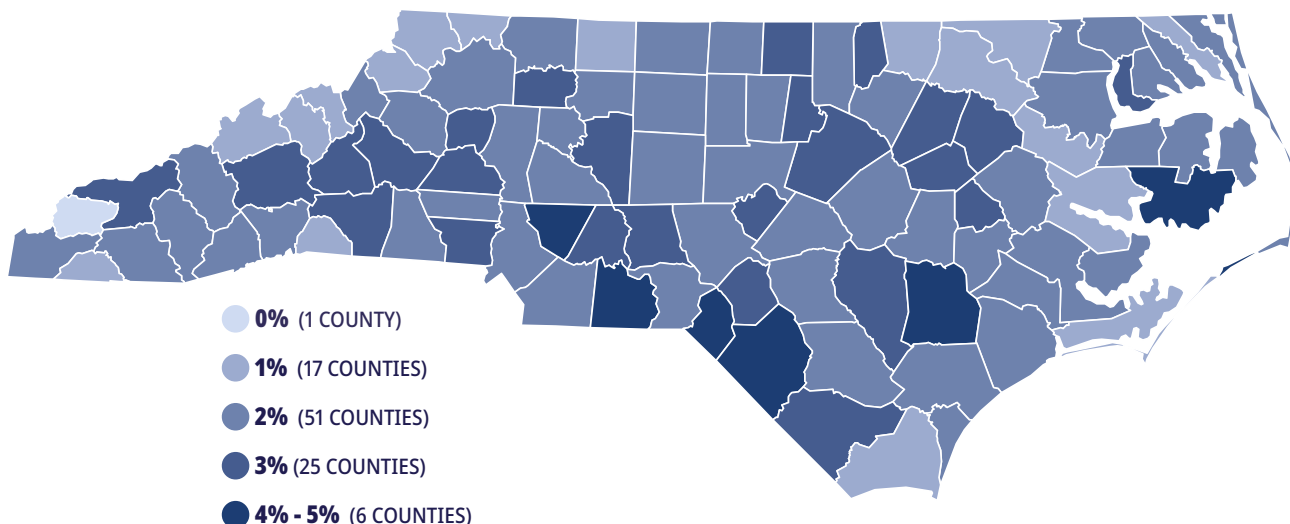 0% (1 COUNTY)
1% (17 COUNTIES)
2% (51 COUNTIES)
3% (25 COUNTIES)
4% - 5% (6 COUNTIES)